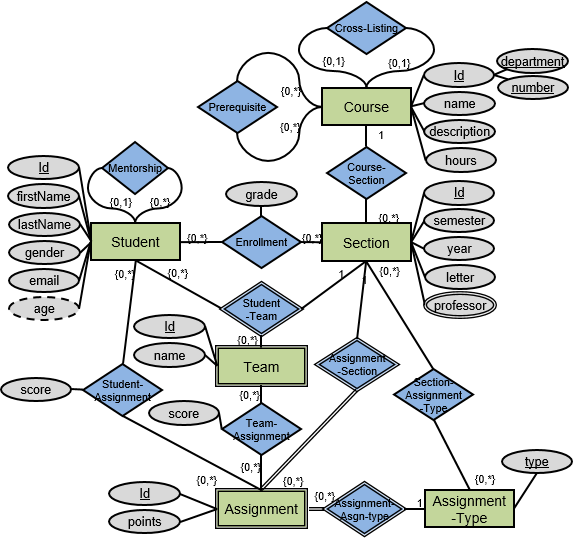 Cross-Listing
{0,1}
{0,1}
department
Id
number
{0,*}
Prerequisite
Course
name
{0,*}
description
1
hours
Id
Mentorship
Course-
Section
grade
Id
firstName
{0,1}
{0,*}
lastName
{0,*}
semester
Student
{0,*}
Enrollment
{0,*}
Section
year
gender
{0,*}
{0,*}
1
1
{0,*}
letter
email
age
Student
-Team
professor
Id
{0,*}
name
Team
Assignment
-Section
score
Student-
Assignment
{0,*}
Section-
Assignment
-Type
score
Team-
Assignment
{0,*}
type
{0,*}
{0,*}
{0,*}
Id
{0,*}
points
Assignment
Assignment-
Asgn-type
1
Assignment
-Type